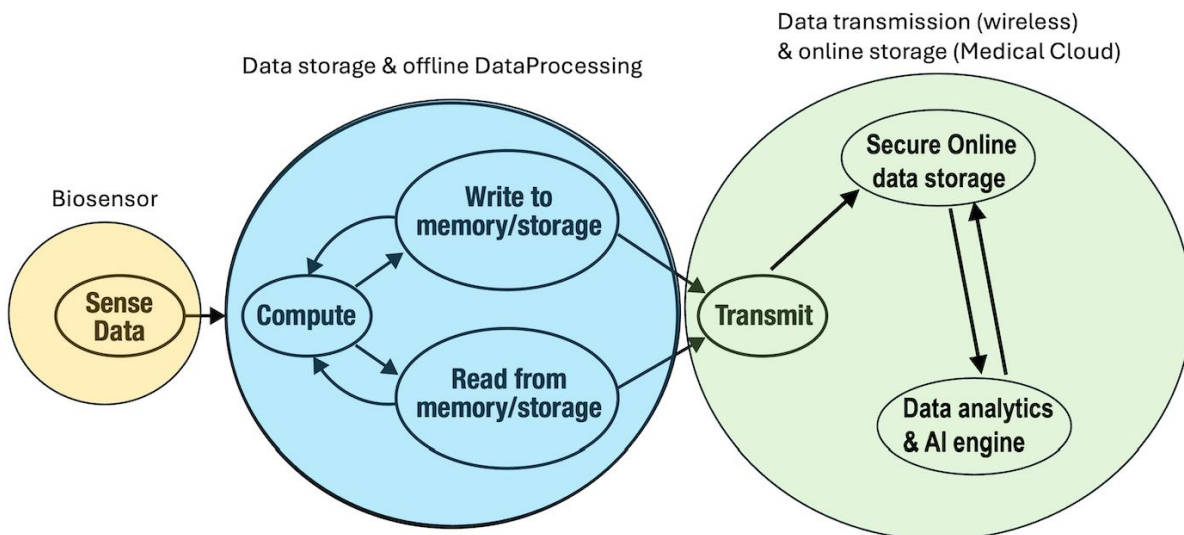 Data transmission (wireless)
& online storage (Medical Cloud)
Data storage & offline DataProcessing
Biosensor
Sense
Data
Compute
Write to
memory/storage
Read from
memory/storage
Transmit
Secure Online
data storage
Data analytics
& AI engine